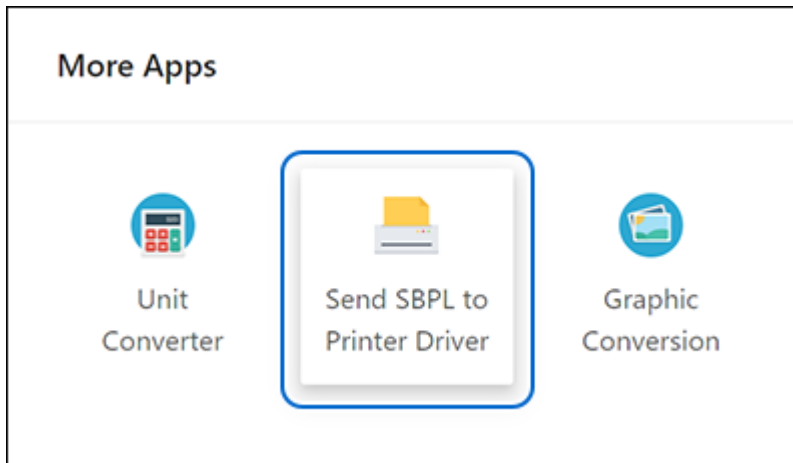 More Apps
Unit
Converter
Send SBPL to
Printer Driver
Graphic
Conversion